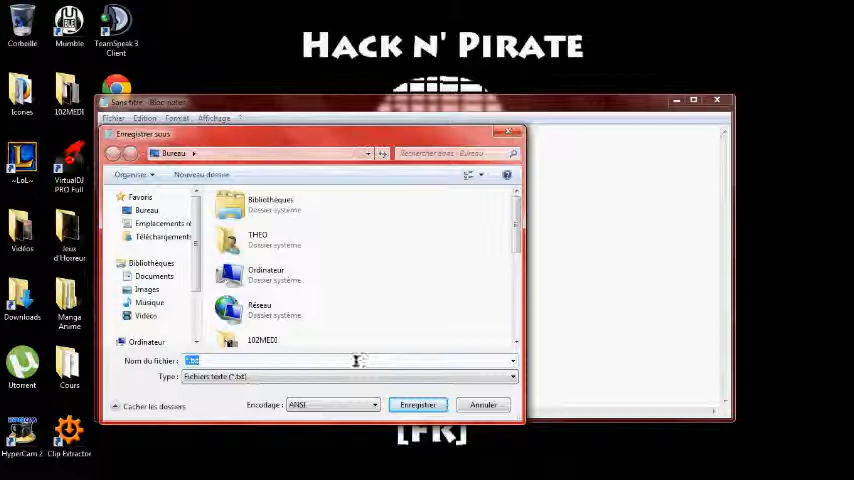 HACK N' PIRATE
Corbeille
Mumble
TeamSpeak 3
Client
Icones
102MEDI
~LoL~
VirtualDJ
PRO Full
Vidéos
Jeux
d'Horreur
Downloads
Manga
Anime
Utorrent
Cours
HyperCam 2
Clip Extractor
Sans titre - Bloc-notes
Fichier Edition Format Affichage ?
Enregistrer sous
Bureau
Rechercher dans : Bureau
Organiser
Nouveau dossier
Favoris
Bureau
Emplacements ré
Téléchargements
Bibliothèques
Documents
Images
Musique
Vidéos
Ordinateur
Bibliothèques
Dossier système
THEO
Dossier système
Ordinateur
Dossier système
Réseau
Dossier système
102MEDI
Nom du fichier : *.txt
Type : Fichiers texte (*.txt)
Cacher les dossiers
Encodage : ANSI
Enregistrer
Annuler
[FR]